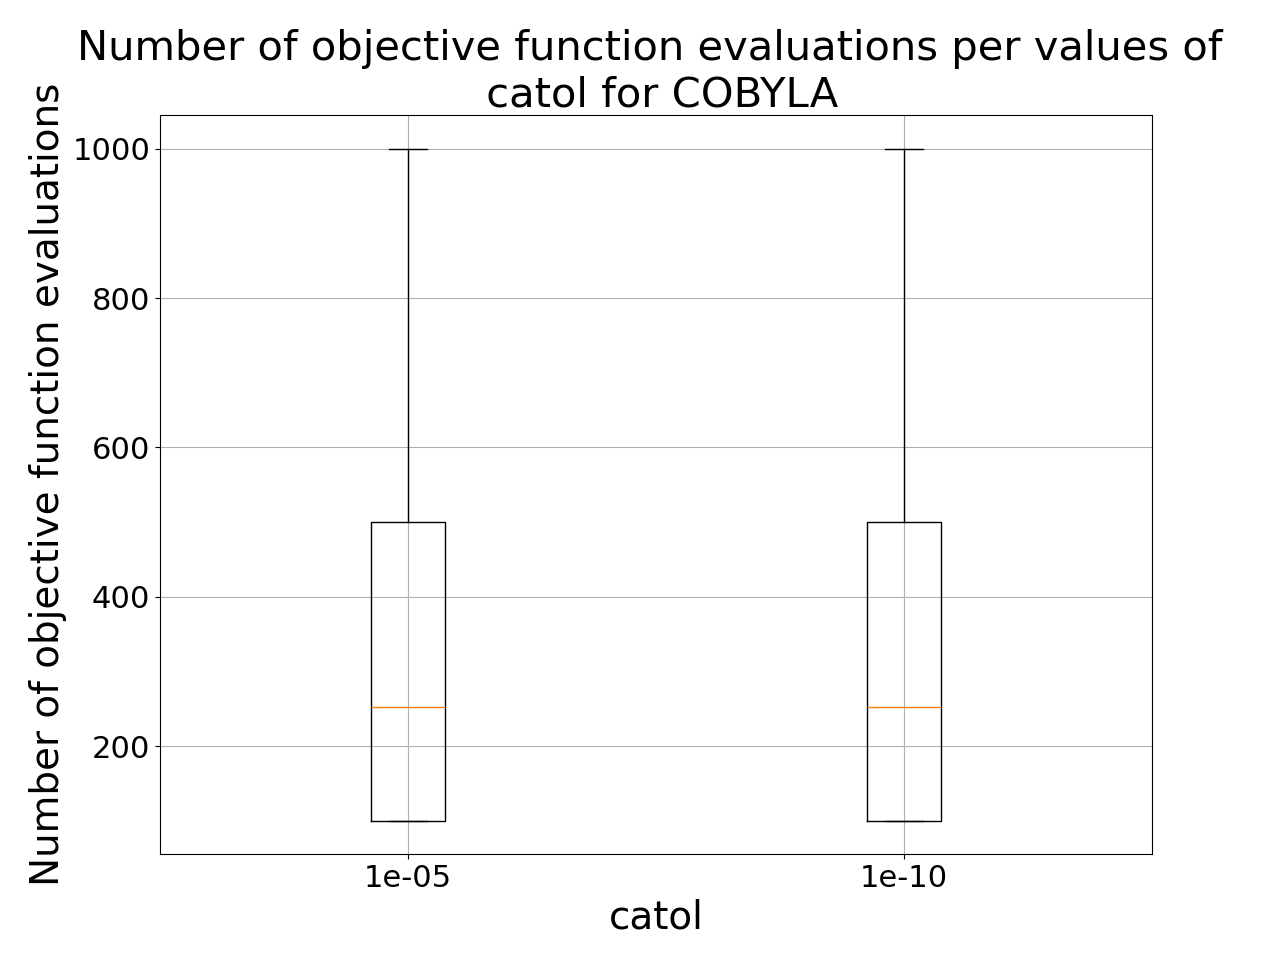 Number of objective function evaluations per values of
catol for COBYLA
Number of objective function evaluations
1000
800
600
400
200
1e-05
1e-10
catol